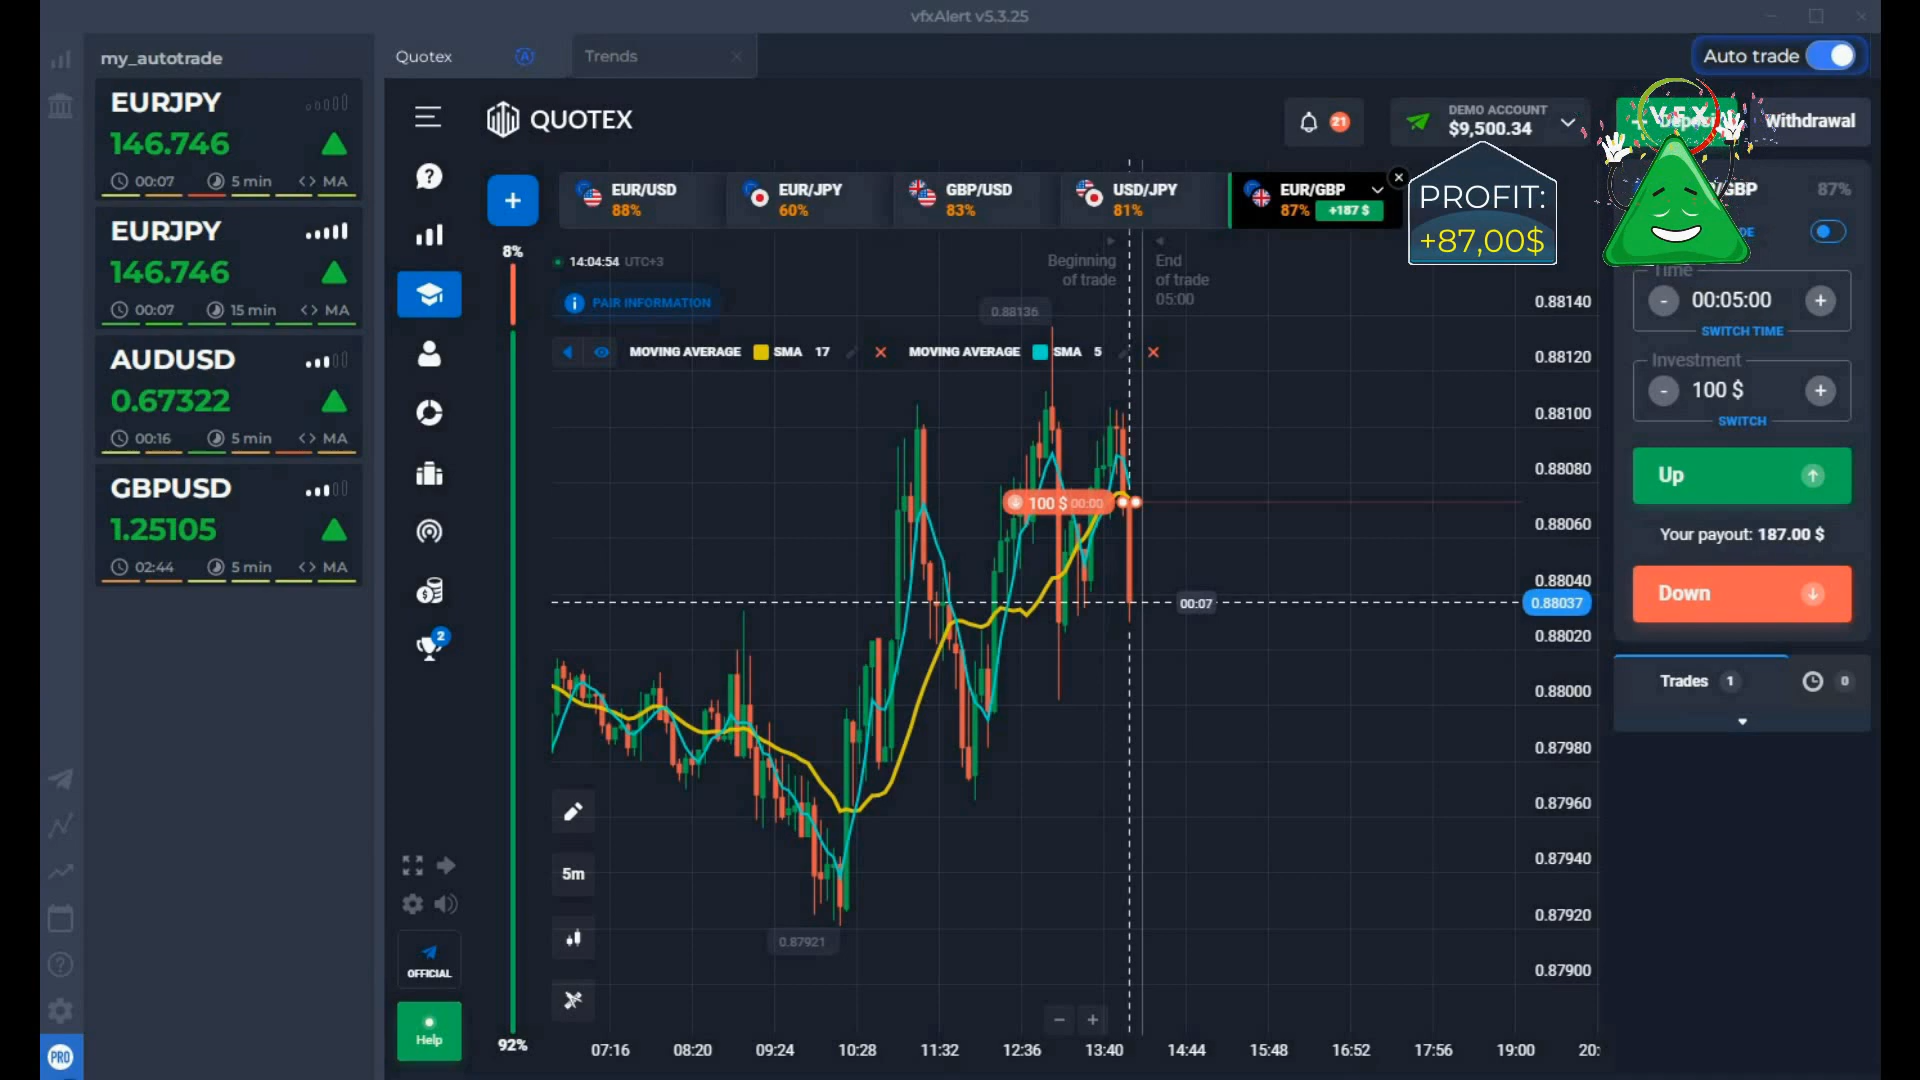 vfxAlert v5.3.25
my_autotrade
Quotex
Trends
Auto trade
EURJPY
146.746
00:07 5 min <> MA
EURJPY
146.746
00:07 15 min <> MA
AUDUSD
0.67322
00:16 5 min <> MA
GBPUSD
1.25105
02:44 5 min <> MA
PRO
QUOTEX
21
DEMO ACCOUNT
$9,500.34
Withdrawal
VFX
PROFIT:
+87,00$
+
EUR/USD
88%
EUR/JPY
60%
GBP/USD
83%
USD/JPY
81%
EUR/GBP
87% +187 $
8%
92%
14:04:54 UTC+3
PAIR INFORMATION
Beginning
of trade
End
of trade
05:00
0.88136
MOVING AVERAGE SMA 17
MOVING AVERAGE SMA 5
100 $ 00:00
00:07
0.87921
0.88140
0.88120
0.88100
0.88080
0.88060
0.88040
0.88037
0.88020
0.88000
0.87980
0.87960
0.87940
0.87920
0.87900
5m
2
OFFICIAL
Help
07:16 08:20 09:24 10:28 11:32 12:36 13:40 14:44 15:48 16:52 17:56 19:00
/GBP 87%
Time
- 00:05:00 +
SWITCH TIME
Investment
- 100 $ +
SWITCH
Up
Your payout: 187.00 $
Down
Trades 1 0